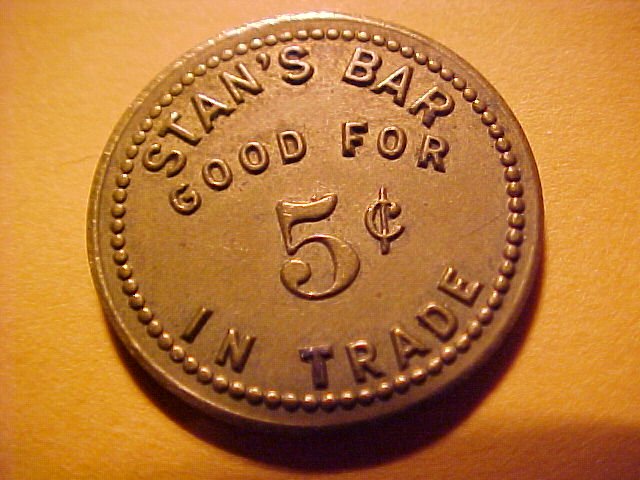 STAN'S BAR
GOOD FOR
5¢
IN TRADE